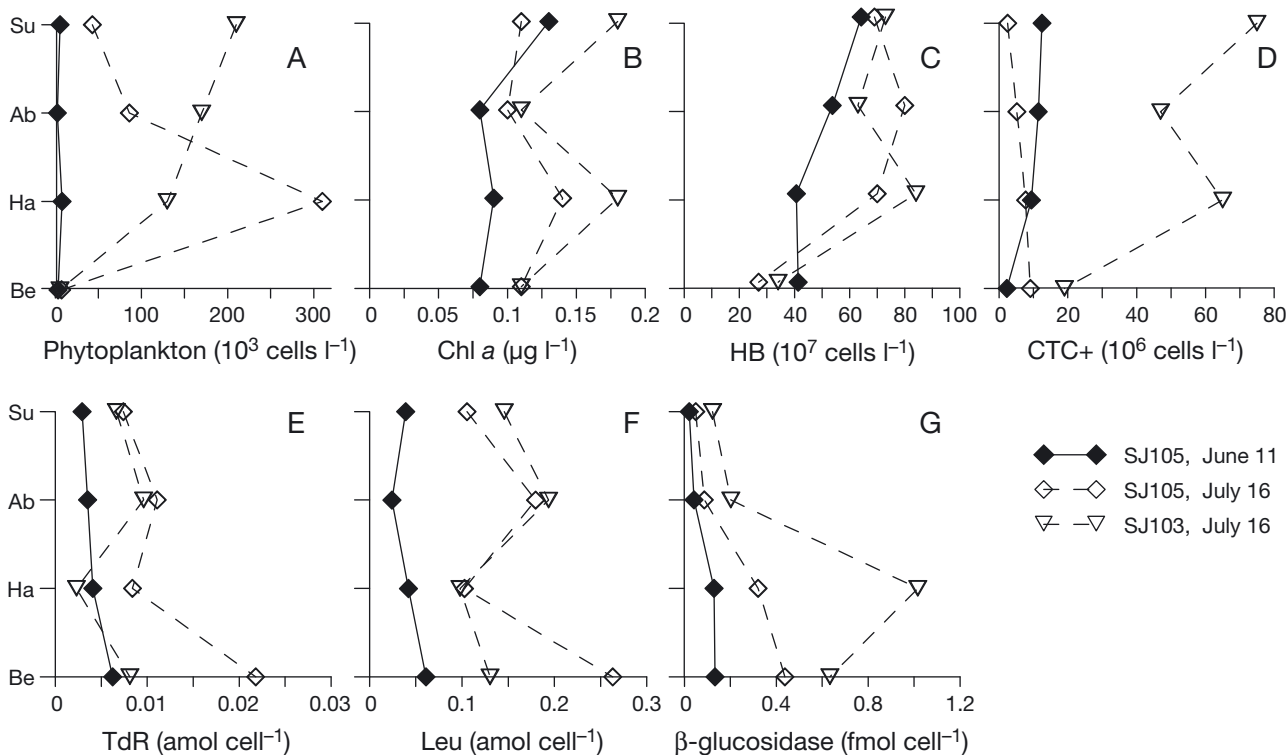 Su
Ab
Ha
Be
A
B
C
D
0 100 200 300
0 0.05 0.1 0.15 0.2
0 20 40 60 80 100
0 20 40 60 80
Phytoplankton (10³ cells l⁻¹)
Chl a (µg l⁻¹)
HB (10⁷ cells l⁻¹)
CTC+ (10⁶ cells l⁻¹)
Su
Ab
Ha
Be
E
F
G
0 0.01 0.02 0.03
0 0.1 0.2 0.3
0 0.4 0.8 1.2
TdR (amol cell⁻¹)
Leu (amol cell⁻¹)
β-glucosidase (fmol cell⁻¹)
SJ105, June 11
SJ105, July 16
SJ103, July 16